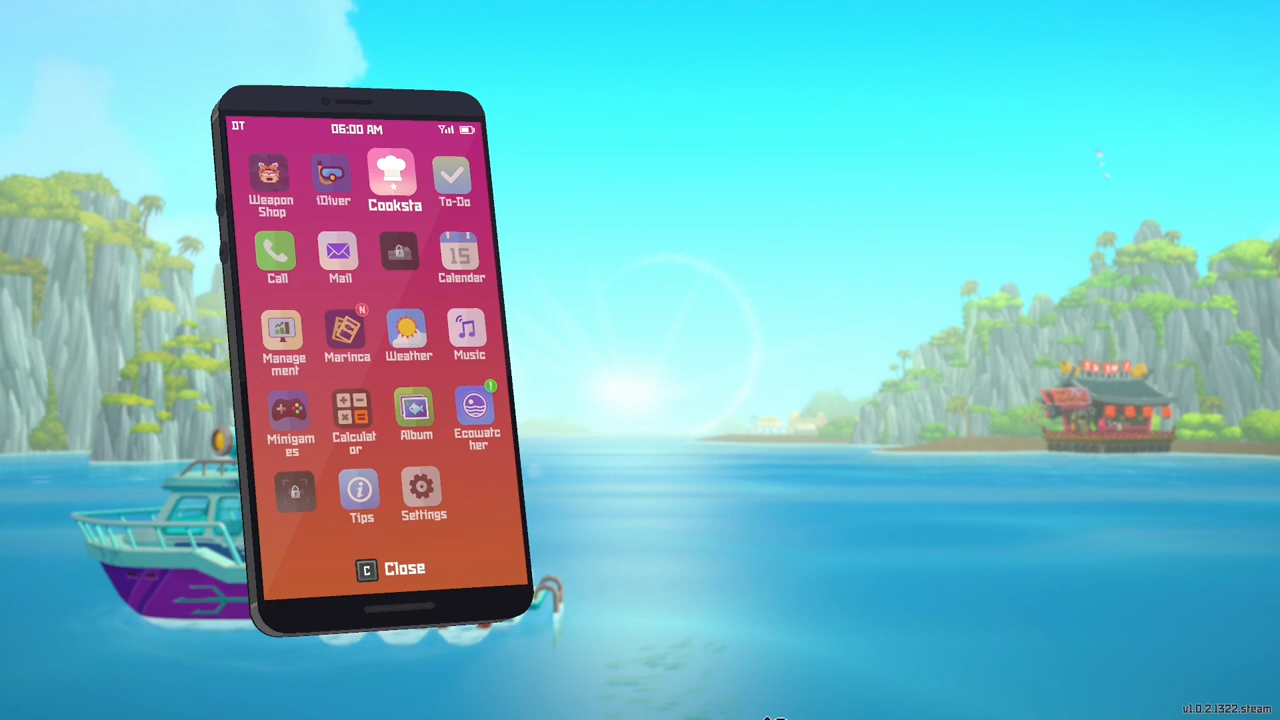 DT
06:00 AM
Weapon
Shop
iDiver
Cooksta
To-Do
Call
Mail
15
Calendar
Manage
ment
N
Marinca
Weather
Music
Minigam
es
Calculat
or
Album
!
Ecowatc
her
i
Tips
Settings
C Close
v1.0.2.1322.steam